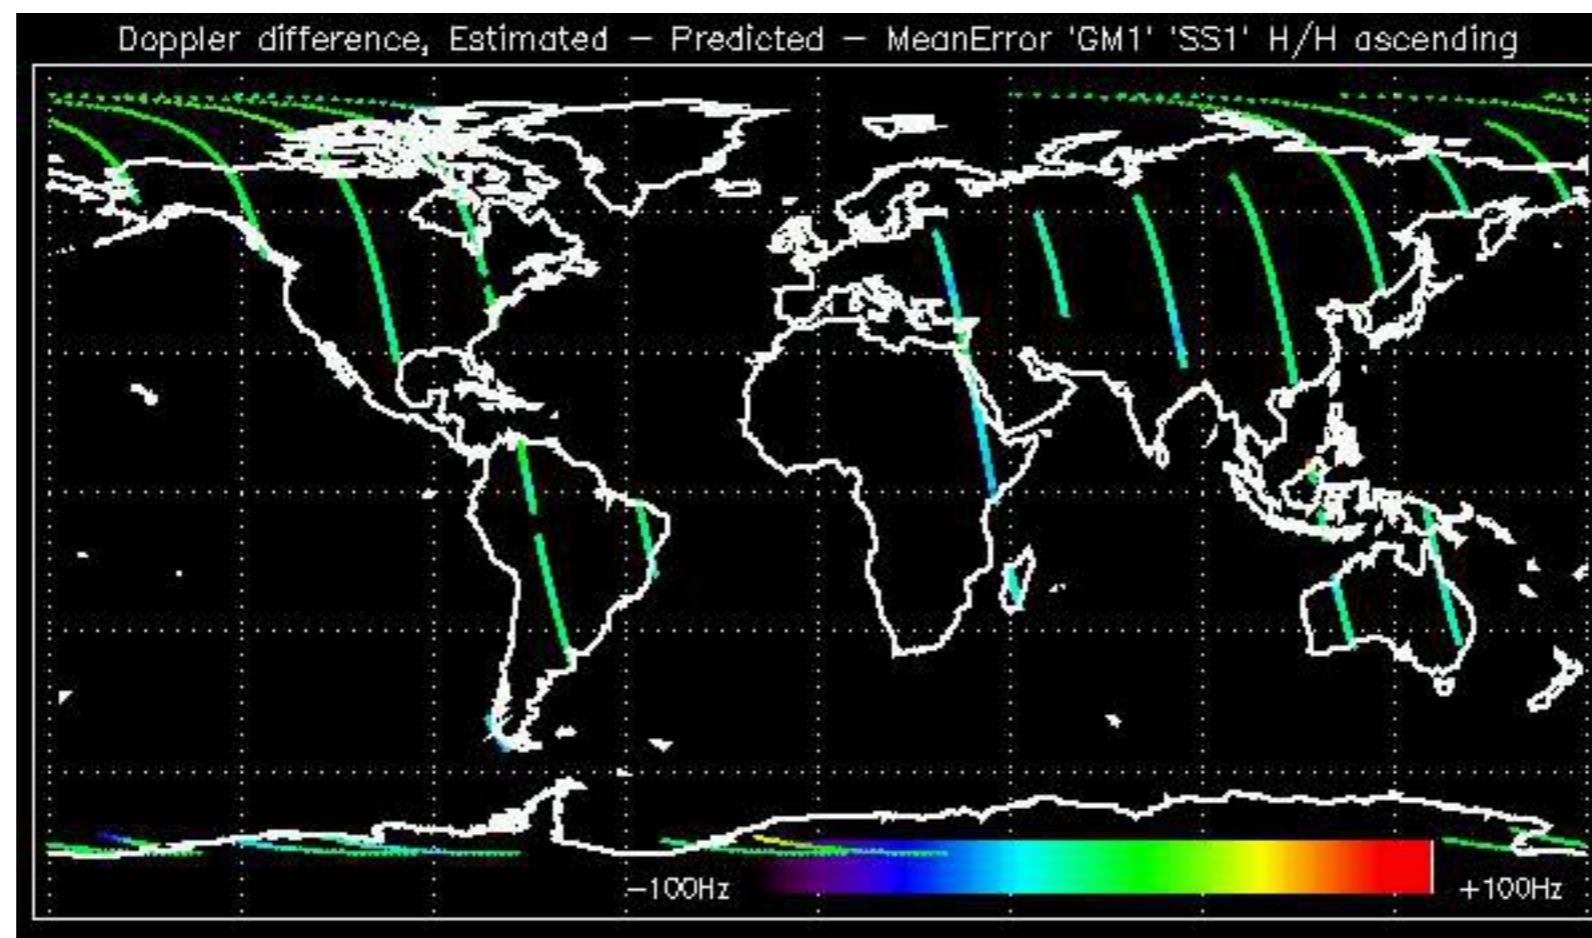 Doppler difference, Estimated – Predicted – MeanError 'GM1' 'SS1' H/H ascending
–100Hz
+100Hz